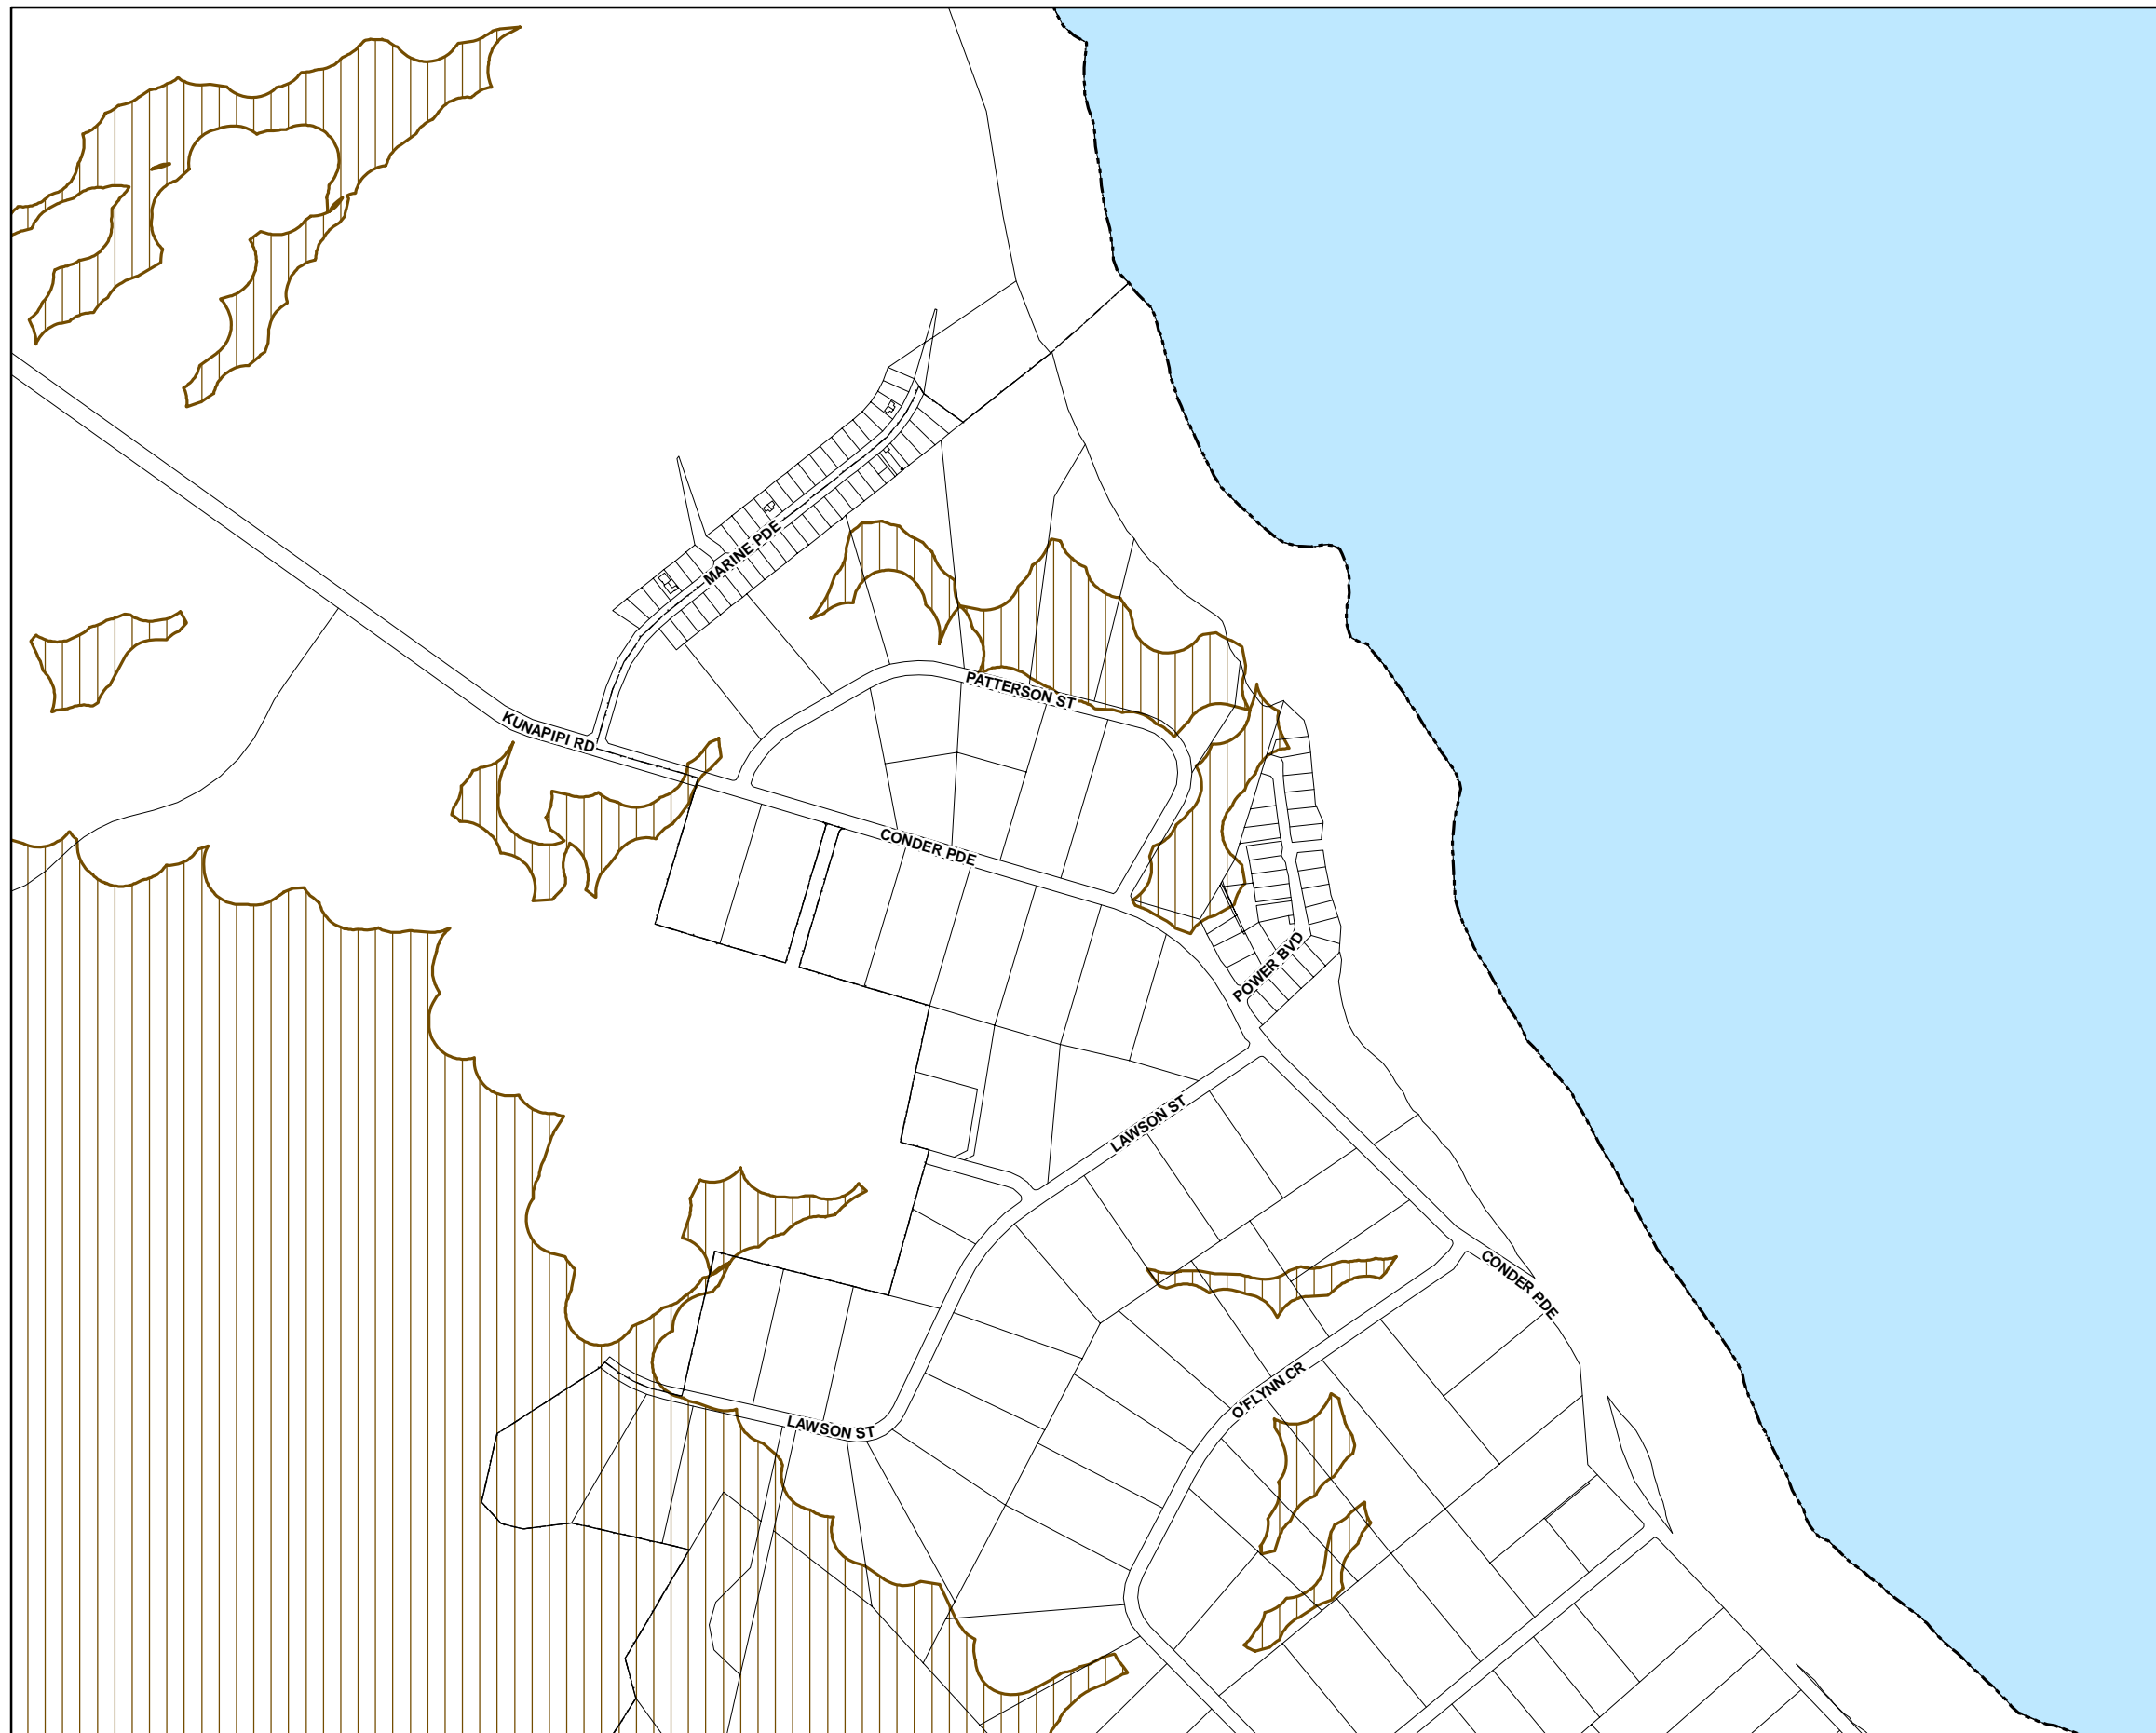 MARINE PDE
PATTERSON ST
KUNAPIPI RD
CONDER PDE
POWER BVD
LAWSON ST
CONDER PDE
O'FLYNN CR
LAWSON ST